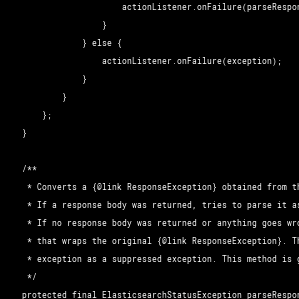 actionListener.onFailure(parseRespon
}
} else {
actionListener.onFailure(exception);
}
}
};
}
/**
* Converts a {@link ResponseException} obtained from th
* If a response body was returned, tries to parse it as
* If no response body was returned or anything goes wro
* that wraps the original {@link ResponseException}. Th
* exception as a suppressed exception. This method is g
*/
protected final ElasticsearchStatusException parseRespon